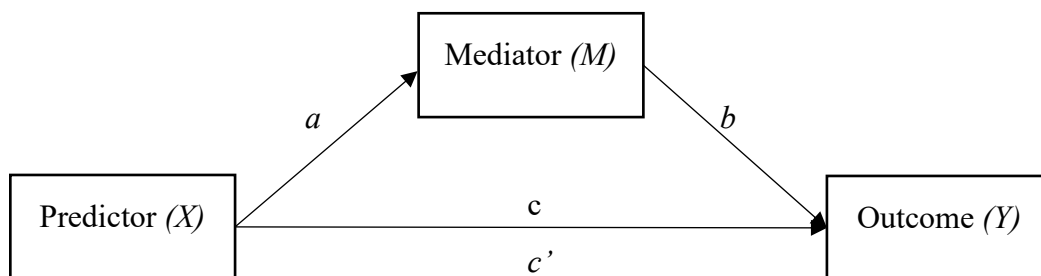 Mediator (M)
a
b
Predictor (X)
c
Outcome (Y)
c’